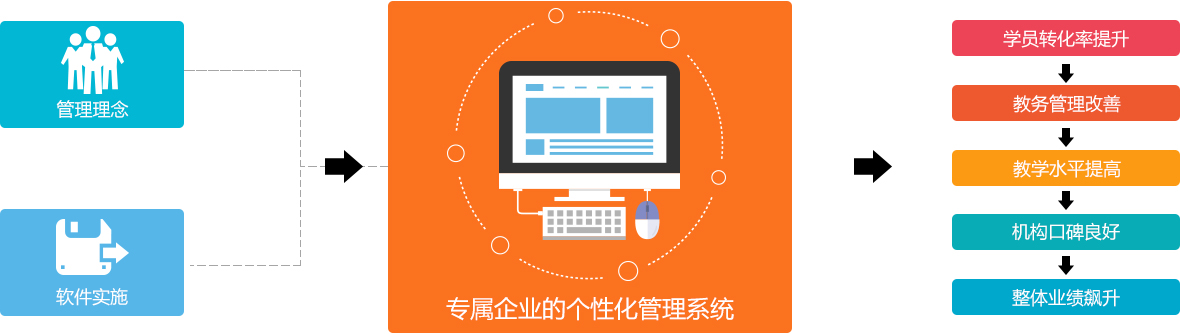 管理理念
软件实施
专属企业的个性化管理系统
学员转化率提升
教务管理改善
教学水平提高
机构口碑良好
整体业绩飙升